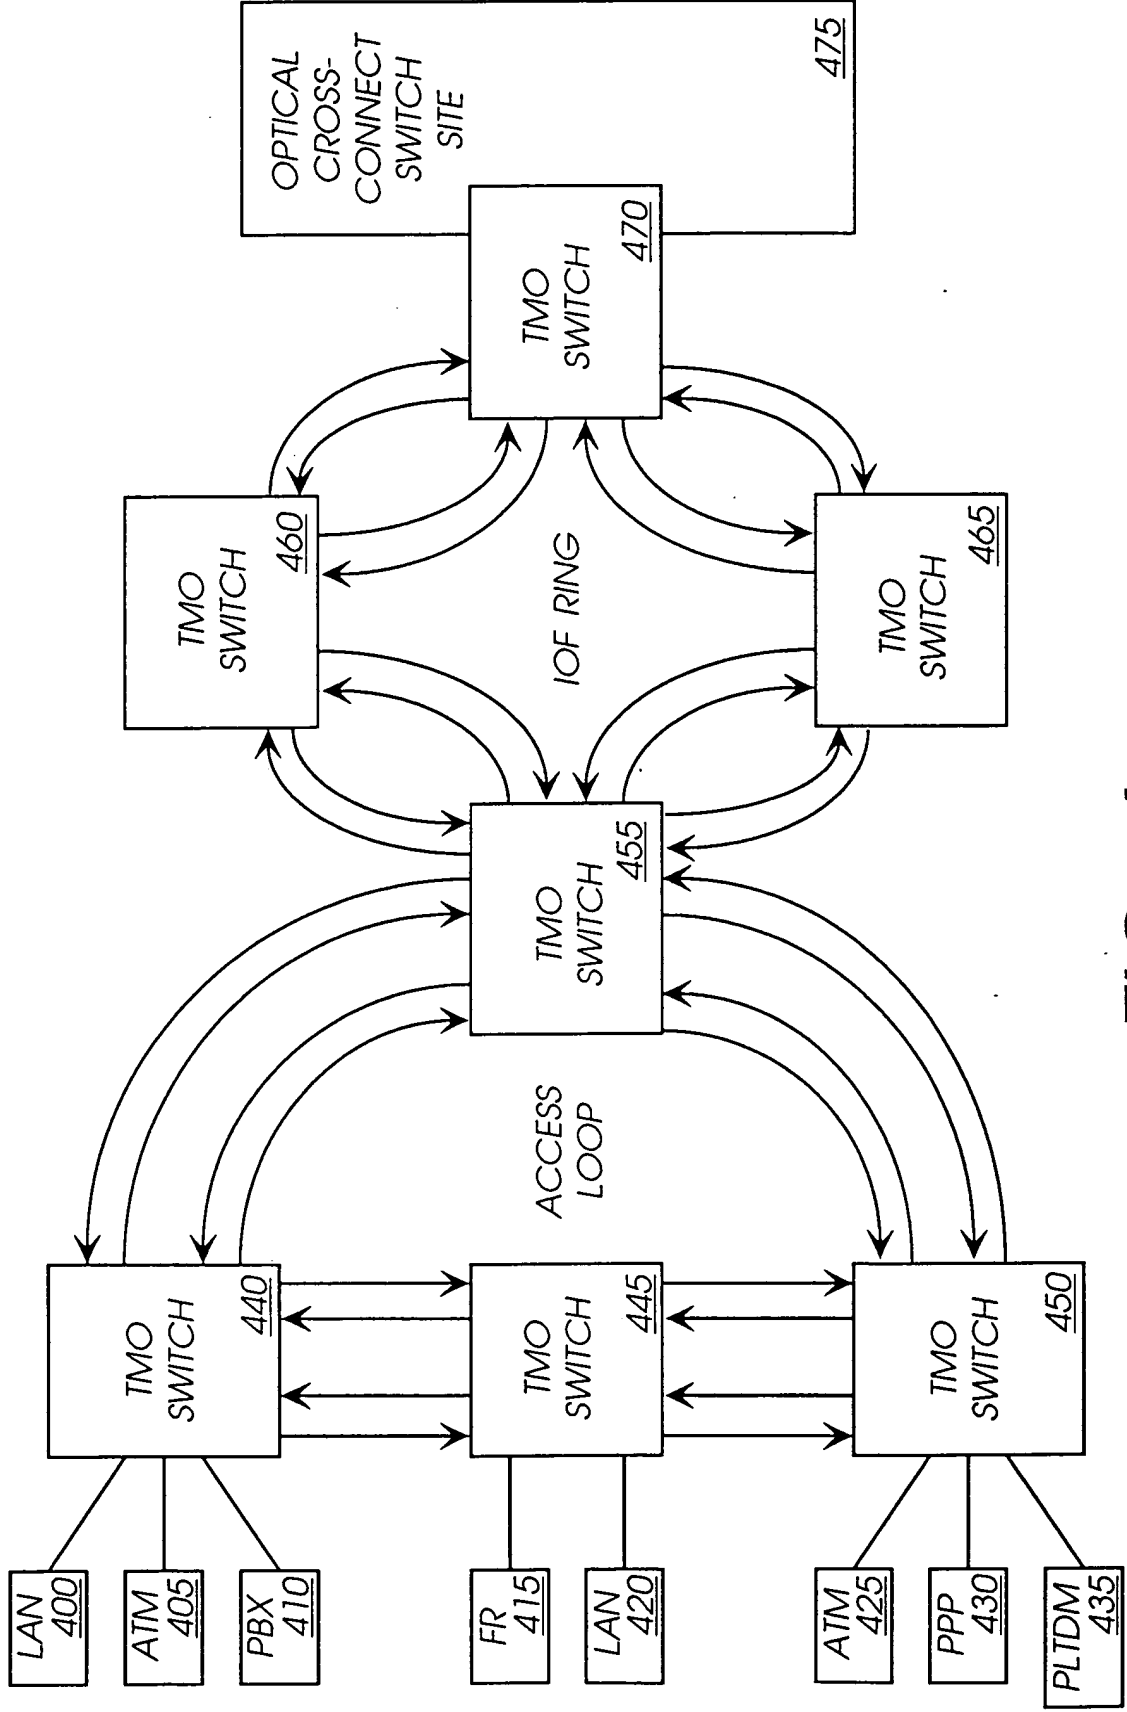 LAN
400
ATM
405
PBX
410
FR
415
LAN
420
ATM
425
PPP
430
PLTDM
435
TMO
SWITCH
440
TMO
SWITCH
445
TMO
SWITCH
450
ACCESS
LOOP
TMO
SWITCH
455
TMO
SWITCH
460
IOF RING
TMO
SWITCH
465
TMO
SWITCH
470
OPTICAL
CROSS-
CONNECT
SWITCH
SITE
475